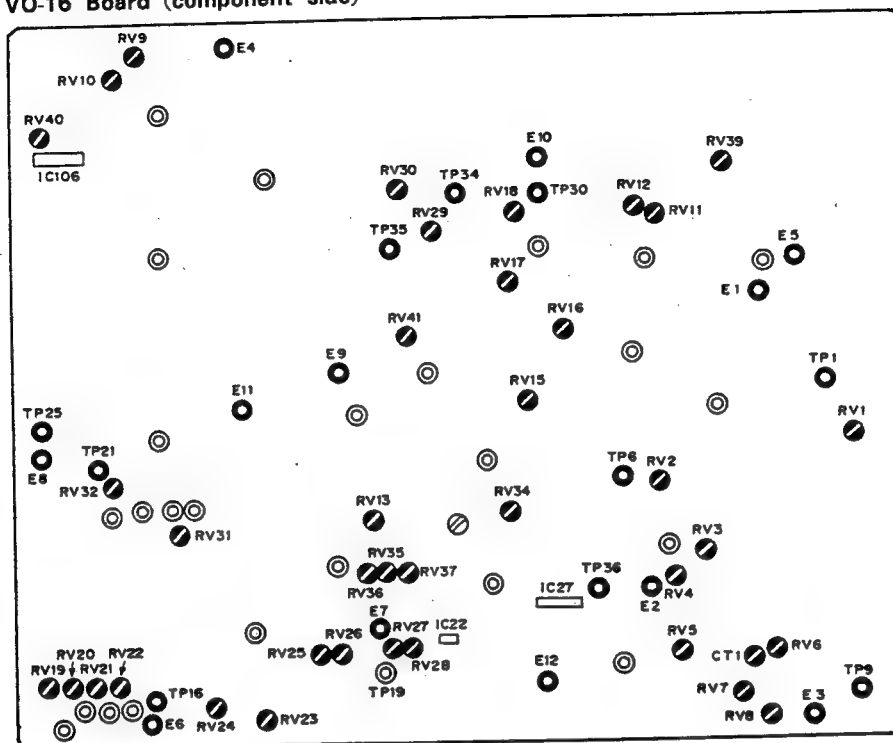 VO-16 Board (component side)
RV9
E4
RV10
RV40
IC106
E10
RV39
RV30
TP34
RV18
TP30
RV12
RV11
RV29
TP35
E5
RV17
E1
RV16
RV41
E9
TP1
RV15
E11
RV1
TP25
TP21
E8
RV32
TP6
RV2
RV13
RV34
RV31
RV3
RV35
RV37
RV36
TP36
IC27
RV4
E2
E7
RV27
IC22
RV26
RV25
RV28
RV5
RV6
CT1
RV20
RV22
RV19
RV21
TP19
E12
TP9
TP16
RV7
E6
RV24
RV23
RV8
E3